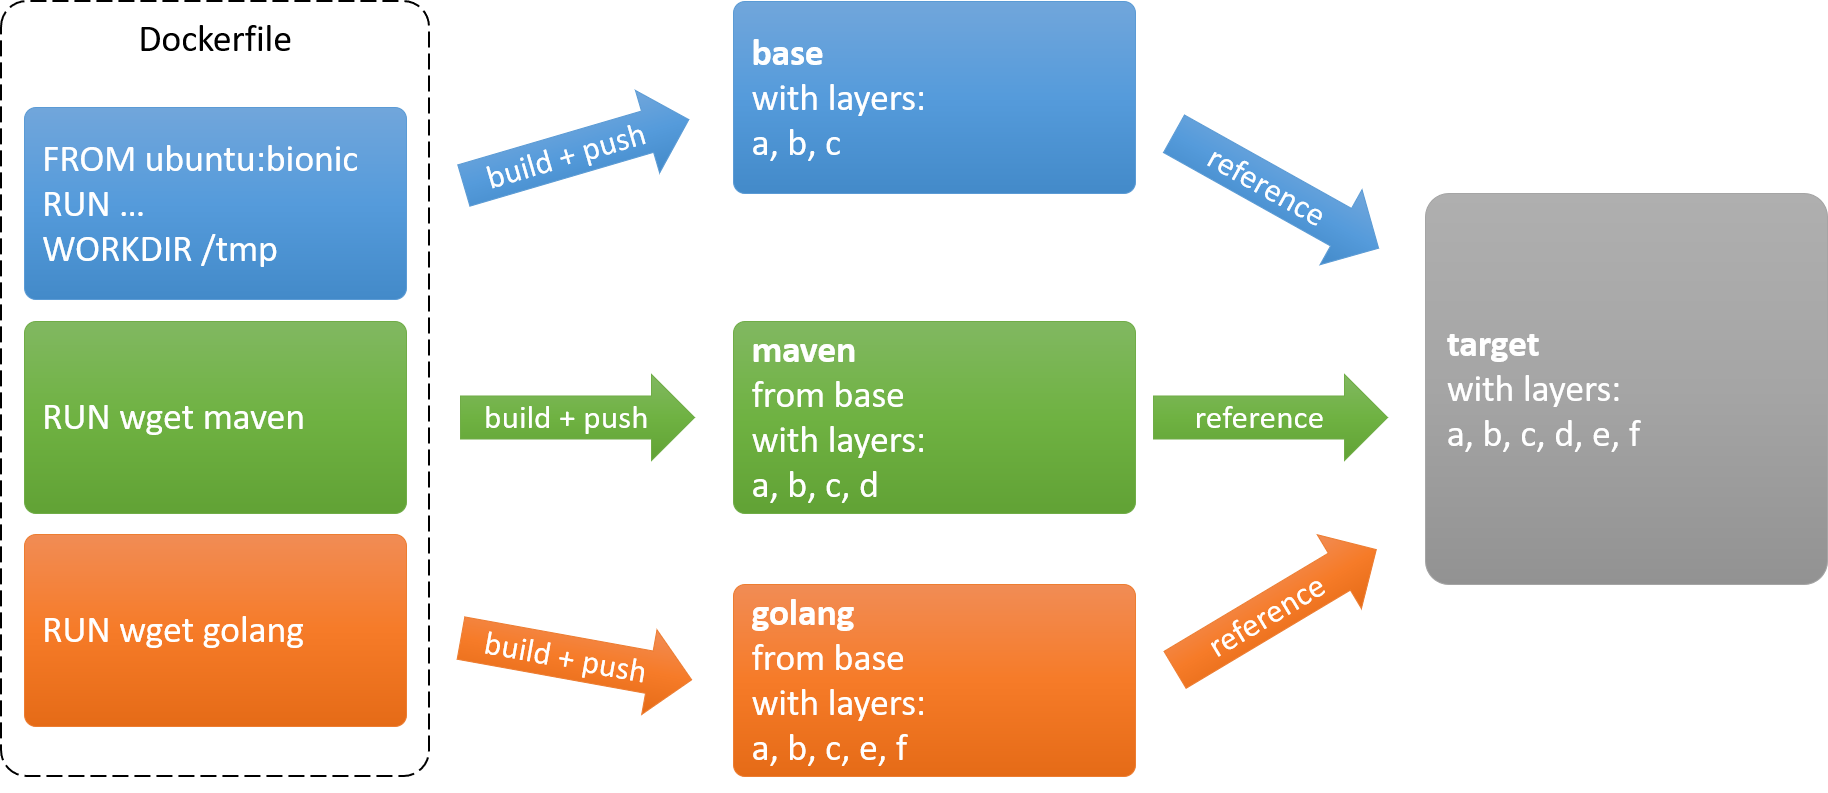 Dockerfile
FROM ubuntu:bionic
RUN ...
WORKDIR /tmp
RUN wget maven
RUN wget golang
build + push
build + push
build + push
base
with layers:
a, b, c
maven
from base
with layers:
a, b, c, d
golang
from base
with layers:
a, b, c, e, f
reference
reference
reference
target
with layers:
a, b, c, d, e, f